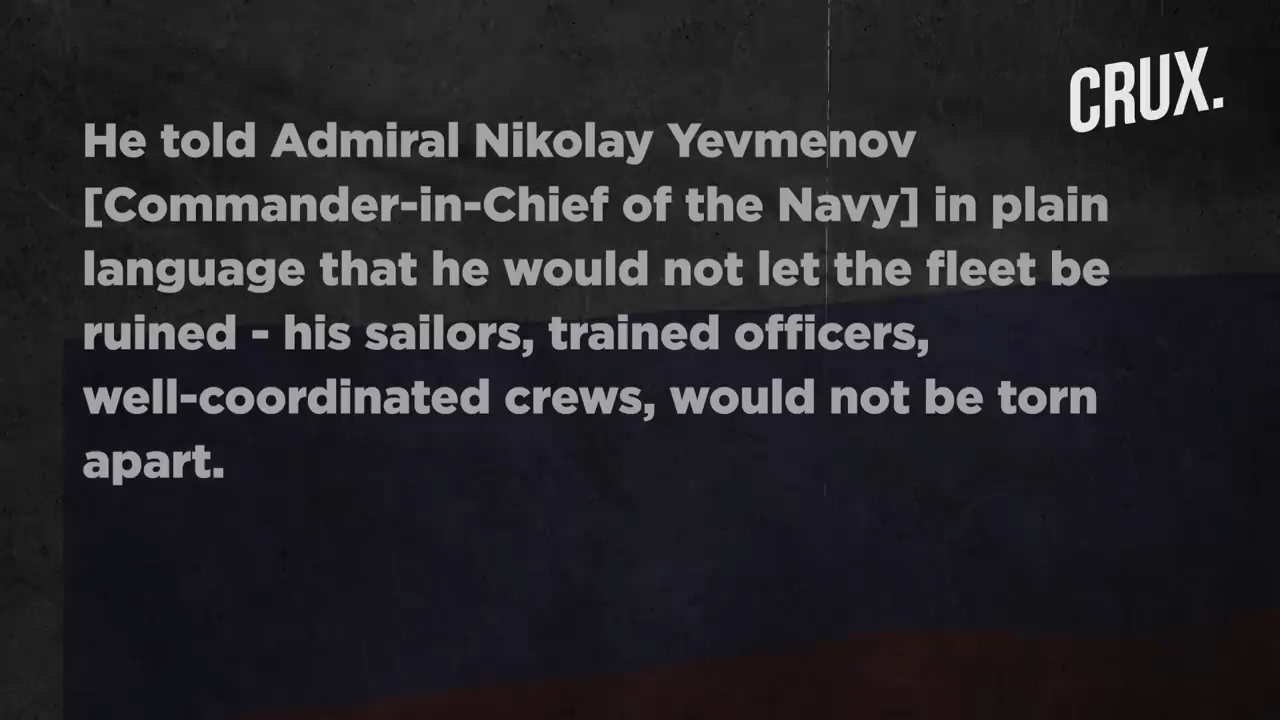 CRUX.
He told Admiral Nikolay Yevmenov
[Commander-in-Chief of the Navy] in plain
language that he would not let the fleet be
ruined - his sailors, trained officers,
well-coordinated crews, would not be torn
apart.